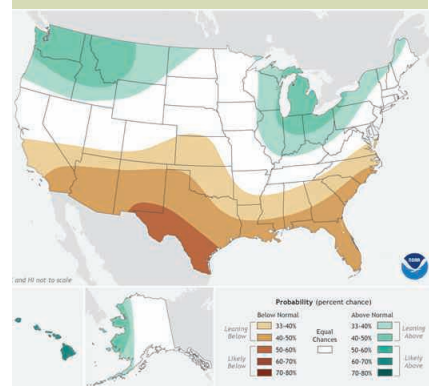 and HI not to scale
NOAA
Probability (percent chance)
Below Normal
Above Normal
Leaning Below
33-40%
40-50%
Likely Below
50-60%
60-70%
70-80%
Equal Chances
33-40%
40-50%
Leaning Above
50-60%
60-70%
70-80%
Likely Above